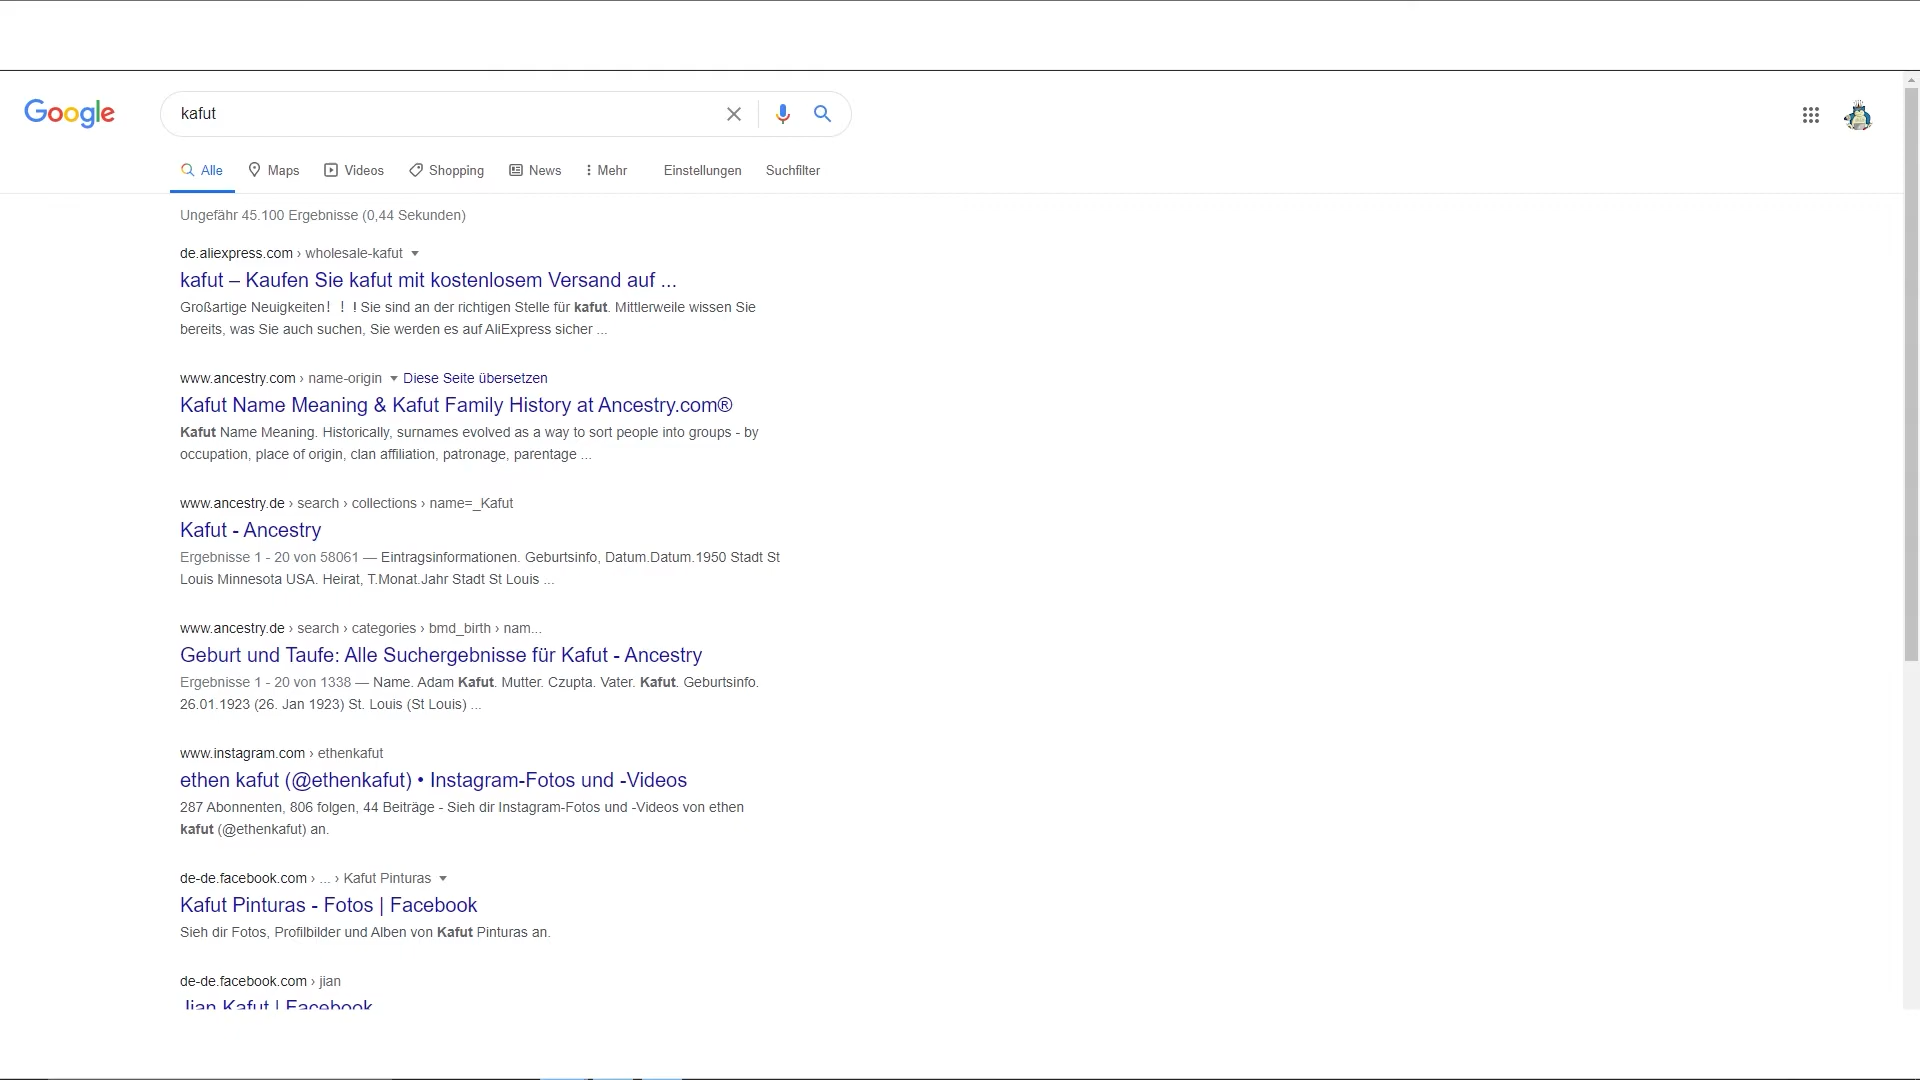 Google
kafut
Alle Maps Videos Shopping News Mehr Einstellungen Suchfilter
Ungefähr 45.100 Ergebnisse (0,44 Sekunden)
de.aliexpress.com › wholesale-kafut
kafut – Kaufen Sie kafut mit kostenlosem Versand auf ...
Großartige Neuigkeiten！！！Sie sind an der richtigen Stelle für kafut. Mittlerweile wissen Sie
bereits, was Sie auch suchen, Sie werden es auf AliExpress sicher ...
www.ancestry.com › name-origin Diese Seite übersetzen
Kafut Name Meaning & Kafut Family History at Ancestry.com®
Kafut Name Meaning. Historically, surnames evolved as a way to sort people into groups - by
occupation, place of origin, clan affiliation, patronage, parentage ...
www.ancestry.de › search › collections › name=_Kafut
Kafut - Ancestry
Ergebnisse 1 - 20 von 58061 — Eintragsinformationen. Geburtsinfo, Datum.Datum.1950 Stadt St
Louis Minnesota USA. Heirat, T.Monat.Jahr Stadt St Louis ...
www.ancestry.de › search › categories › bmd_birth › nam...
Geburt und Taufe: Alle Suchergebnisse für Kafut - Ancestry
Ergebnisse 1 - 20 von 1338 — Name. Adam Kafut. Mutter. Czupta. Vater. Kafut. Geburtsinfo.
26.01.1923 (26. Jan 1923) St. Louis (St Louis) ...
www.instagram.com › ethenkafut
ethen kafut (@ethenkafut) • Instagram-Fotos und -Videos
287 Abonnenten, 806 folgen, 44 Beiträge - Sieh dir Instagram-Fotos und -Videos von ethen
kafut (@ethenkafut) an.
de-de.facebook.com › ... › Kafut Pinturas
Kafut Pinturas - Fotos | Facebook
Sieh dir Fotos, Profilbilder und Alben von Kafut Pinturas an.
de-de.facebook.com › jian
Jian Kafut | Facebook